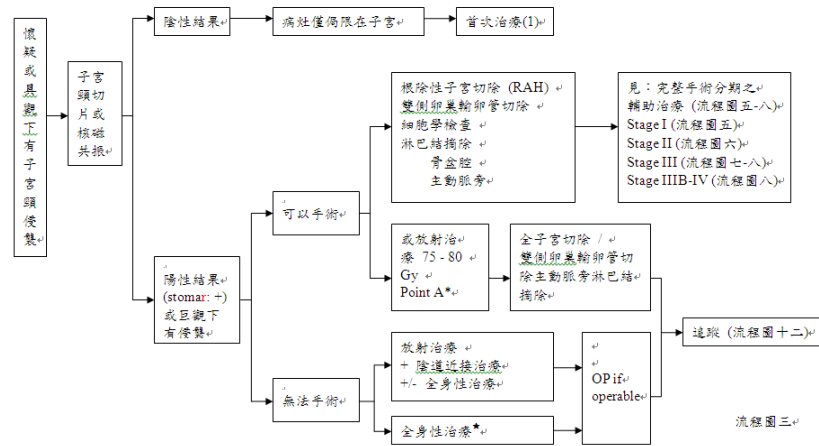 懷
疑
或
具
觀
下
有
子
宮
頸
侵
襲
子宮
頸切
片或
核磁
共振
陰性結果
病灶僅侷限在子宮
首次治療(1)
陽性結果
(stomar: +)
或巨觀下
有侵襲
可以手術
根除性子宮切除 (RAH)
雙側卵巢輸卵管切除
細胞學檢查
淋巴結摘除
骨盆腔
主動脈旁
見：完整手術分期之
輔助治療 (流程圖五-八)
Stage I (流程圖五)
Stage II (流程圖六)
Stage III (流程圖七-八)
Stage IIIB-IV (流程圖八)
或放射治
療 75 - 80
Gy
Point A*
全子宮切除 /
雙側卵巢輸卵管切
除主動脈旁淋巴結
摘除
無法手術
放射治療
+ 陰道近接治療
+/- 全身性治療
全身性治療★
OP if
operable
追蹤 (流程圖十二)
流程圖三